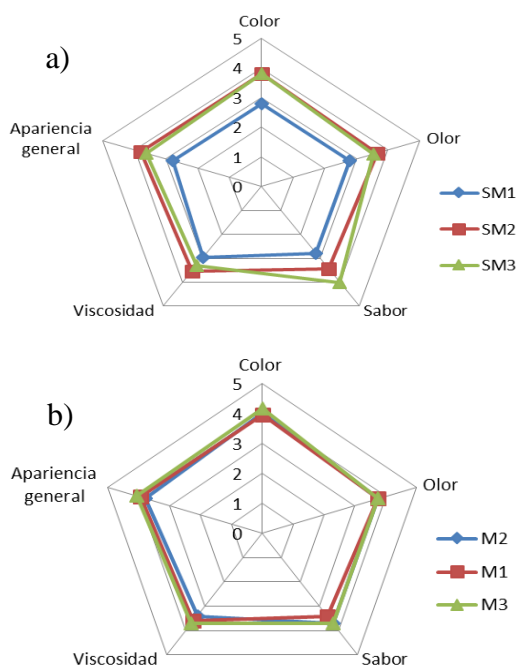 a)
Color
5
4
3
2
1
0
Apariencia
general
Olor
Viscosidad
Sabor
SM1
SM2
SM3
b)
Color
5
4
3
2
1
0
Apariencia
general
Olor
Viscosidad
Sabor
M2
M1
M3